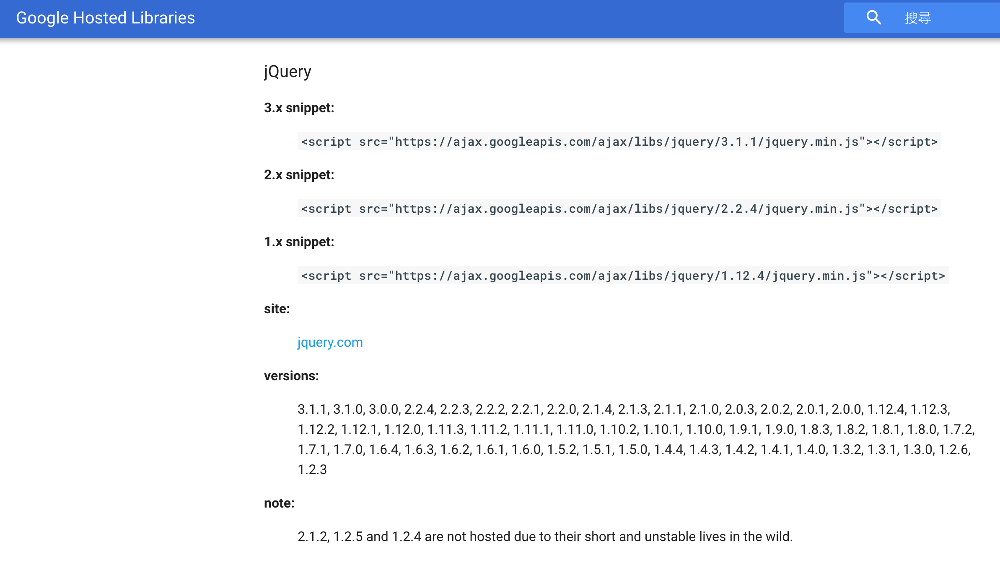 Google Hosted Libraries
搜尋
jQuery
3.x snippet:
<script src="https://ajax.googleapis.com/ajax/libs/jquery/3.1.1/jquery.min.js"></script>
2.x snippet:
<script src="https://ajax.googleapis.com/ajax/libs/jquery/2.2.4/jquery.min.js"></script>
1.x snippet:
<script src="https://ajax.googleapis.com/ajax/libs/jquery/1.12.4/jquery.min.js"></script>
site:
jquery.com
versions:
3.1.1, 3.1.0, 3.0.0, 2.2.4, 2.2.3, 2.2.2, 2.2.1, 2.2.0, 2.1.4, 2.1.3, 2.1.1, 2.1.0, 2.0.3, 2.0.2, 2.0.1, 2.0.0, 1.12.4, 1.12.3,
1.12.2, 1.12.1, 1.12.0, 1.11.3, 1.11.2, 1.11.1, 1.11.0, 1.10.2, 1.10.1, 1.10.0, 1.9.1, 1.9.0, 1.8.3, 1.8.2, 1.8.1, 1.8.0, 1.7.2,
1.7.1, 1.7.0, 1.6.4, 1.6.3, 1.6.2, 1.6.1, 1.6.0, 1.5.2, 1.5.1, 1.5.0, 1.4.4, 1.4.3, 1.4.2, 1.4.1, 1.4.0, 1.3.2, 1.3.1, 1.3.0, 1.2.6,
1.2.3
note:
2.1.2, 1.2.5 and 1.2.4 are not hosted due to their short and unstable lives in the wild.